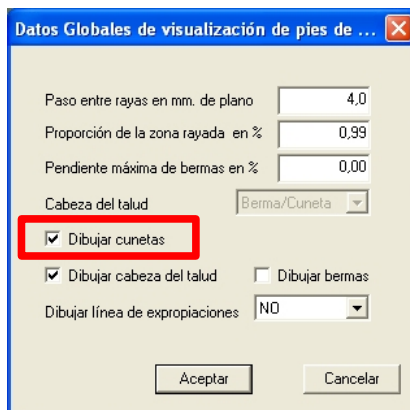 Datos Globales de visualización de pies de ...
Paso entre rayas en mm. de plano 4,0
Proporción de la zona rayada en % 0,99
Pendiente máxima de bermas en % 0,00
Cabeza del talud Berma/Cuneta
Dibujar cunetas
Dibujar cabeza del talud Dibujar bermas
Dibujar línea de expropiaciones NO
Aceptar Cancelar